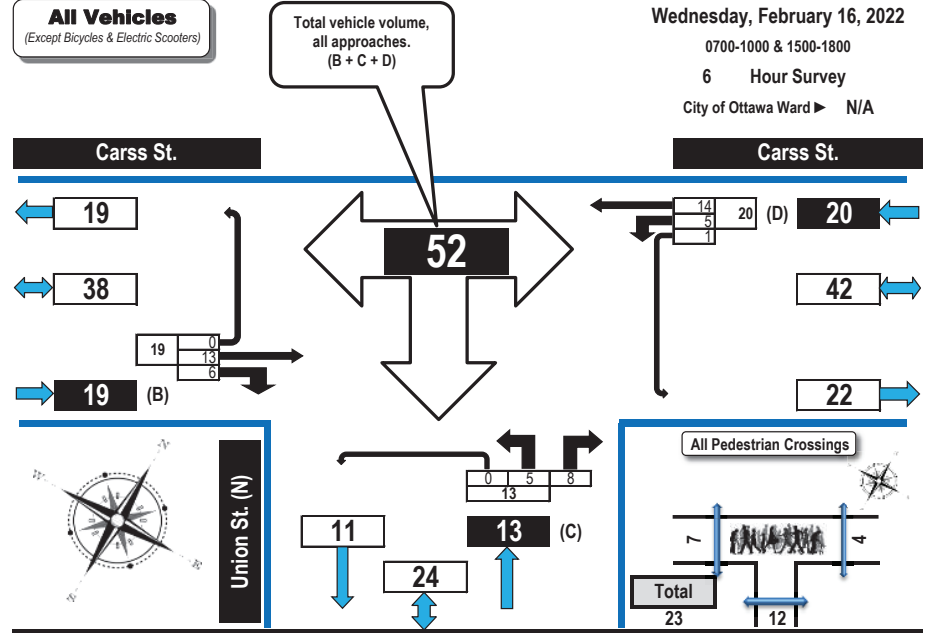 All Vehicles
(Except Bicycles & Electric Scooters)
Total vehicle volume,
all approaches.
(B + C + D)
Wednesday, February 16, 2022
0700-1000 & 1500-1800
6 Hour Survey
City of Ottawa Ward ► N/A
Carss St.
Carss St.
19
52
14
5
1
20
(D)
20
38
42
19
0
13
6
19
(B)
22
Union St. (N)
0
5
8
13
11
13
(C)
24
All Pedestrian Crossings
7
4
Total
23
12
N
E
S
W